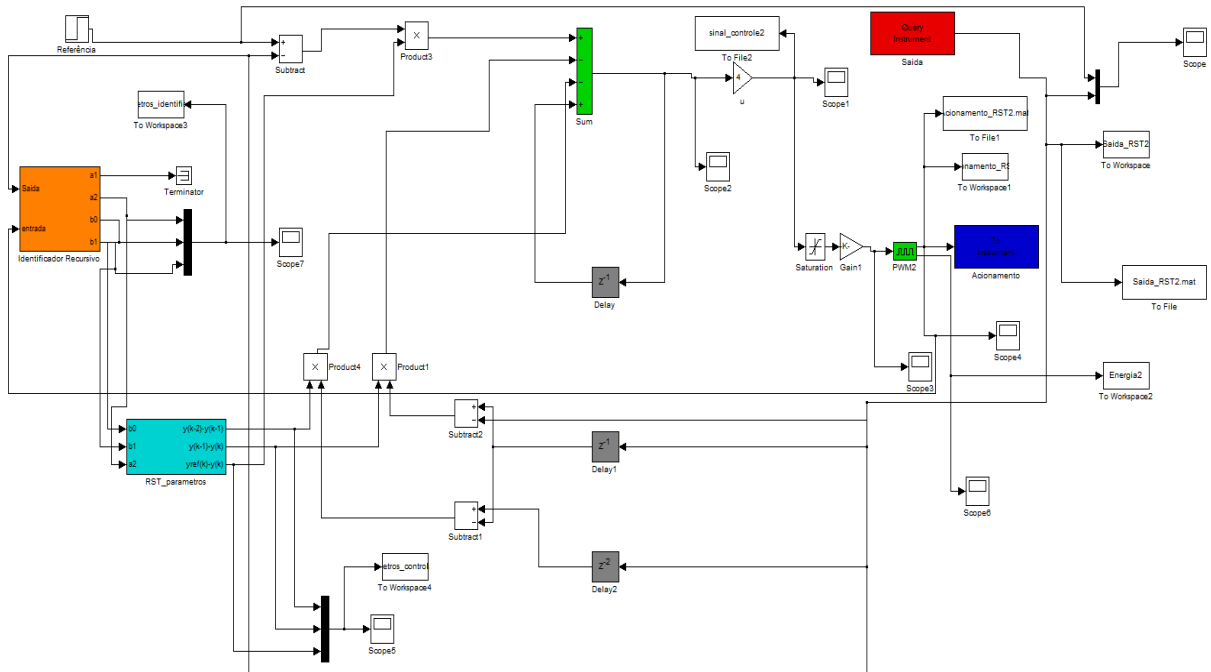 Referência
Subtract
Product3
Sum
sinal_controle2
To File2
4
u
Scope1
Scope2
Query
Instrument
Saida
Scope
etros_identifi
To Workspace3
Identificador Recursivo
Saida
entrada
a1
a2
b0
b1
Terminator
Scope7
cionamento_RST2.mat
To File1
Saida_RST2
To Workspace
To Workspace1
Saturation
K-
Gain1
PWM2
To
Instrument
Acionamento
Saida_RST2.mat
To File
z-1
Delay
Scope4
Scope3
Energia2
To Workspace2
X
Product4
X
Product1
X
Subtract2
z-1
Delay1
Scope6
b0
b1
a2
y(k-2)-y(k-1)
y(k-1)-y(k)
yref(k)-y(k)
RST_parametros
Subtract1
z-2
Delay2
etros_control
To Workspace4
Scope5